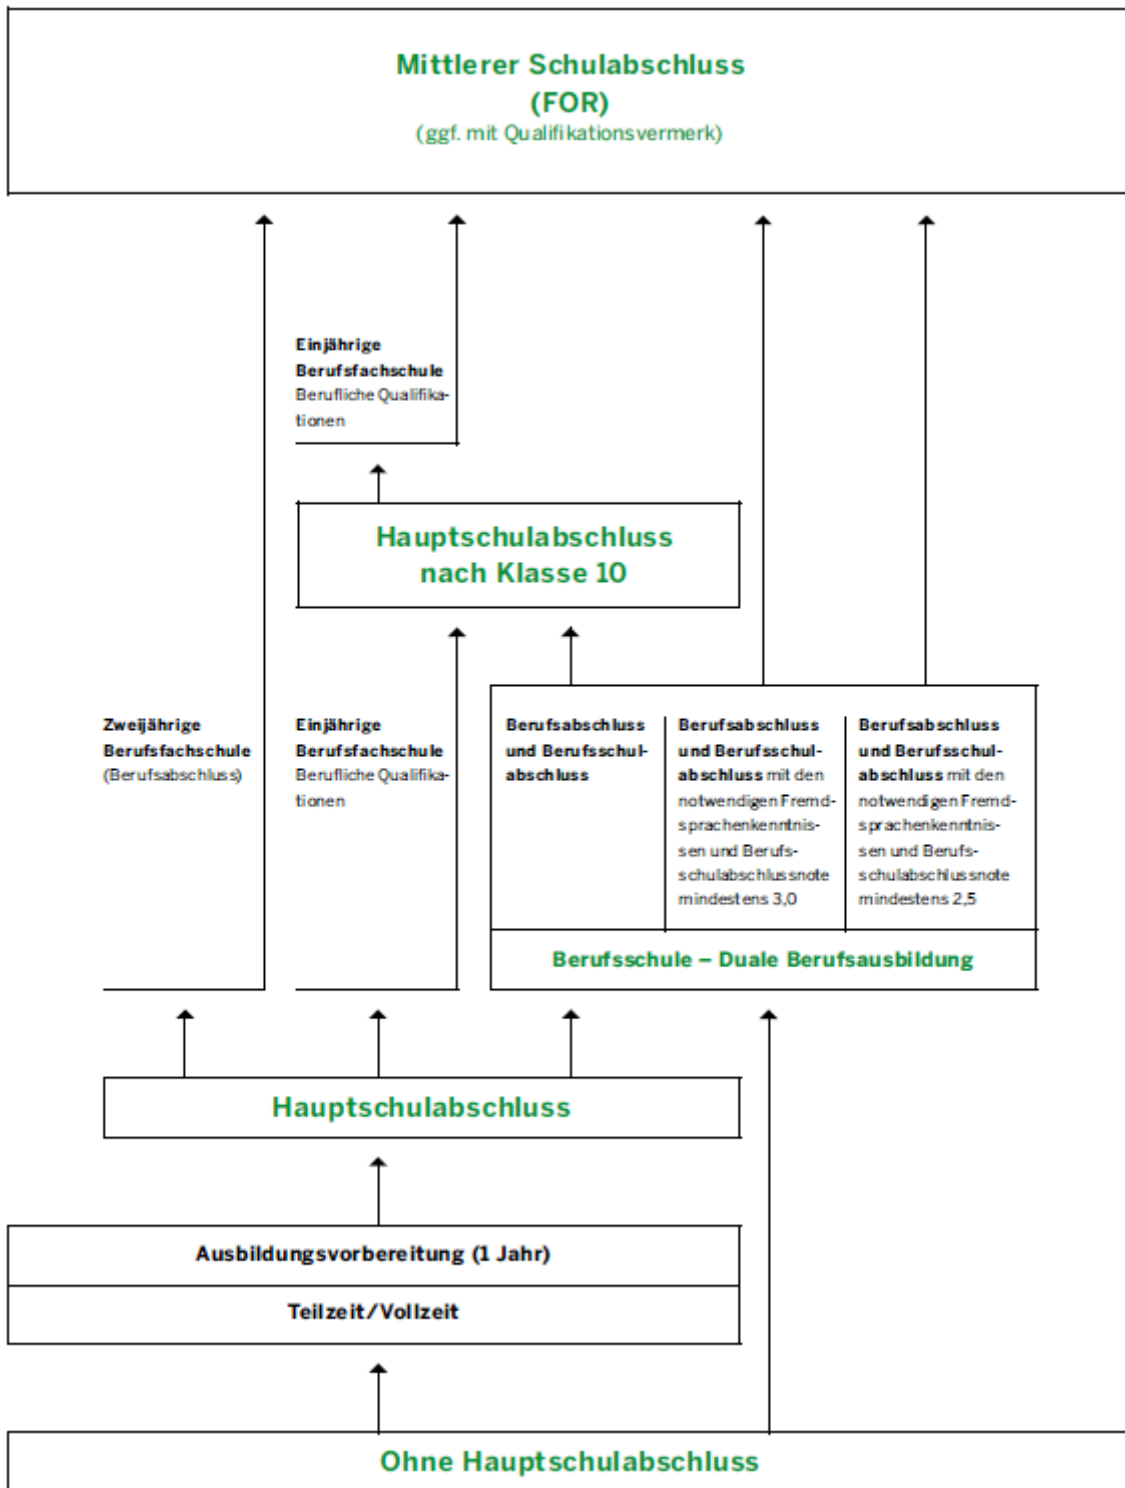 Mittlerer Schulabschluss
(FOR)
(ggf. mit Qualifikationsvermerk)
Einjährige
Berufsfachschule
Berufliche Qualifika-
tionen
Hauptschulabschluss
nach Klasse 10
Zweijährige
Berufsfachschule
(Berufsabschluss)
Einjährige
Berufsfachschule
Berufliche Qualifika-
tionen
Berufsabschluss
und Berufsschul-
abschluss
Berufsabschluss
und Berufsschul-
abschluss mit den
notwendigen Fremd-
sprachenkenntnis-
sen und Berufs-
schulabschlussnote
mindestens 3,0
Berufsabschluss
und Berufsschul-
abschluss mit den
notwendigen Fremd-
sprachenkenntnis-
sen und Berufs-
schulabschlussnote
mindestens 2,5
Berufsschule – Duale Berufsausbildung
Hauptschulabschluss
Ausbildungsvorbereitung (1 Jahr)
Teilzeit/Vollzeit
Ohne Hauptschulabschluss